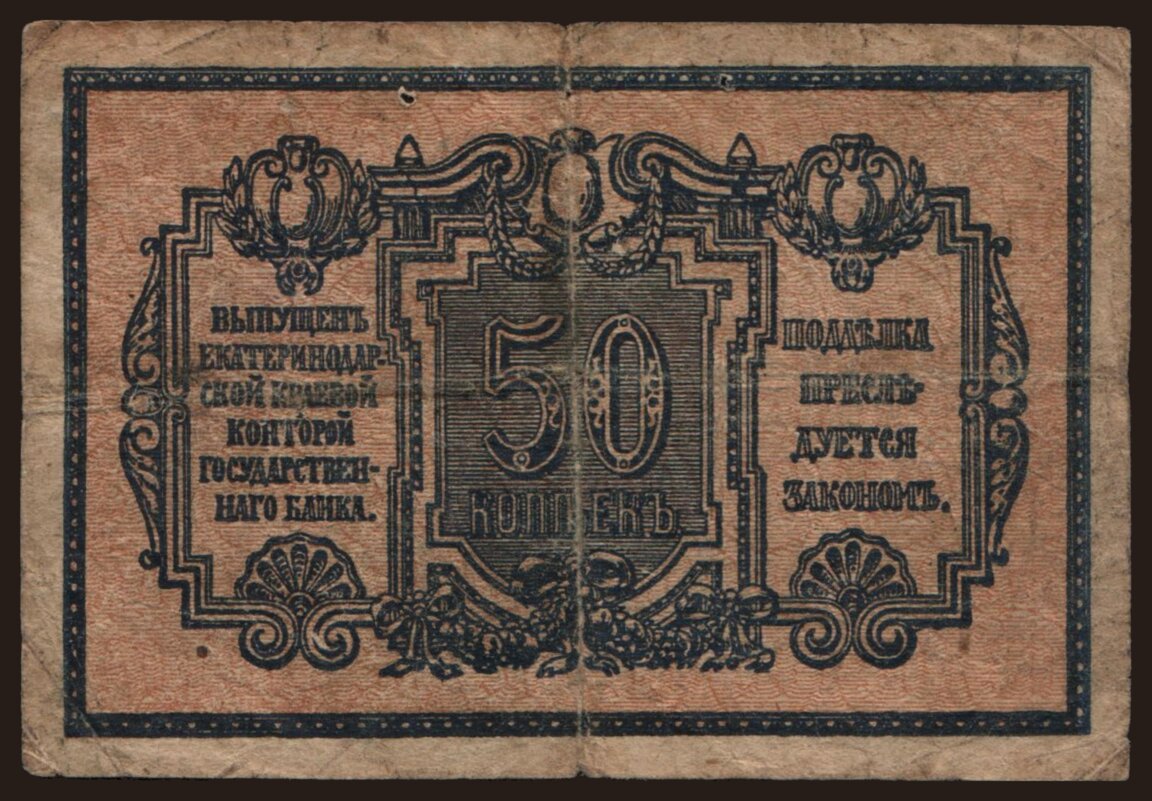 ВЫПУЩЕНЪ
ЕКАТЕРИНОДАР-
СКОЙ КРАЕВОЙ
КОНТОРОЙ
ГОСУДАРСТВЕН-
НАГО БАНКА.
50
КОПѢЕКЪ
ПОДДѢЛКА
ПРЕСЛѢ-
ДУЕТСЯ
ЗАКОНОМЪ.